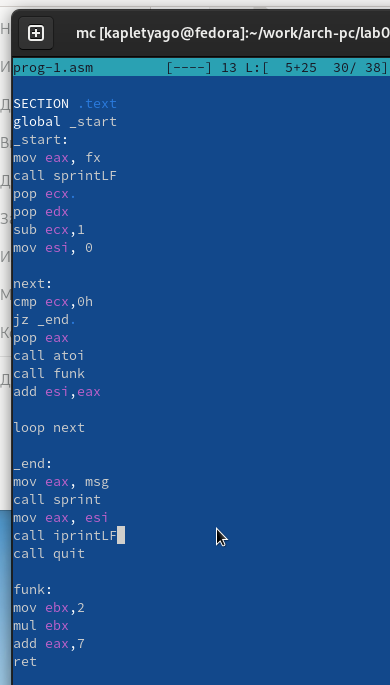 mc [kapletyago@fedora]:~/work/arch-pc/lab0
prog-1.asm [----] 13 L:[ 5+25 30/ 38]
SECTION .text
global _start
_start:
mov eax, fx
call sprintLF
pop ecx.
pop edx
sub ecx,1
mov esi, 0
next:
cmp ecx,0h
jz _end.
pop eax
call atoi
call funk
add esi,eax
loop next
_end:
mov eax, msg
call sprint
mov eax, esi
call iprintLF
call quit
funk:
mov ebx,2
mul ebx
add eax,7
ret